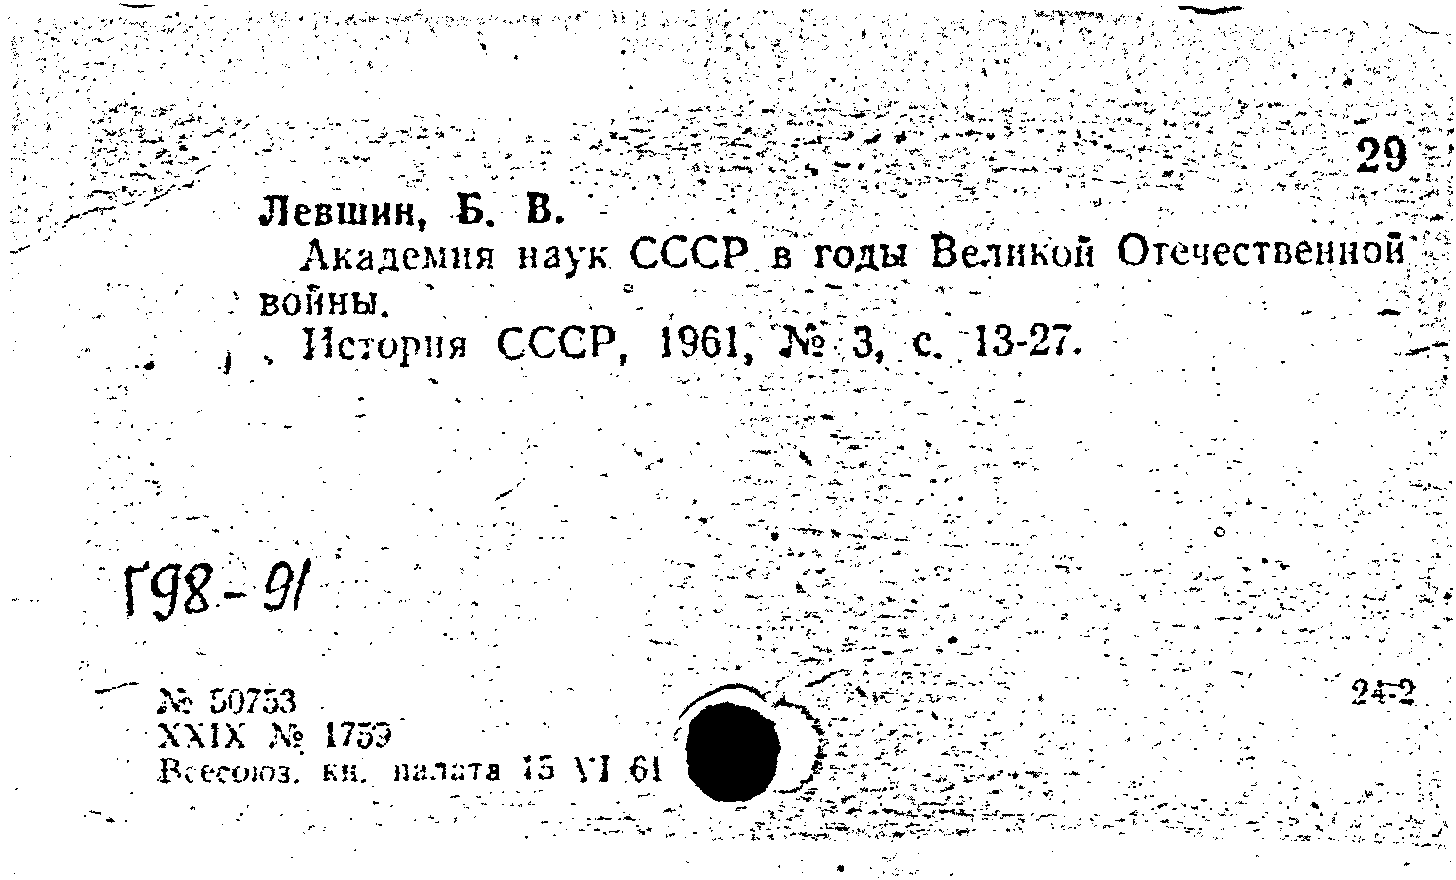 29
Левшин, Б. В.
Академия наук СССР в годы Великой Отечественной
войны.
История СССР, 1961, № 3, с. 13-27.
Г98-91
№ 50753
24-2
XXIX № 1759
Всесоюз. кн. палата 15 VI 61